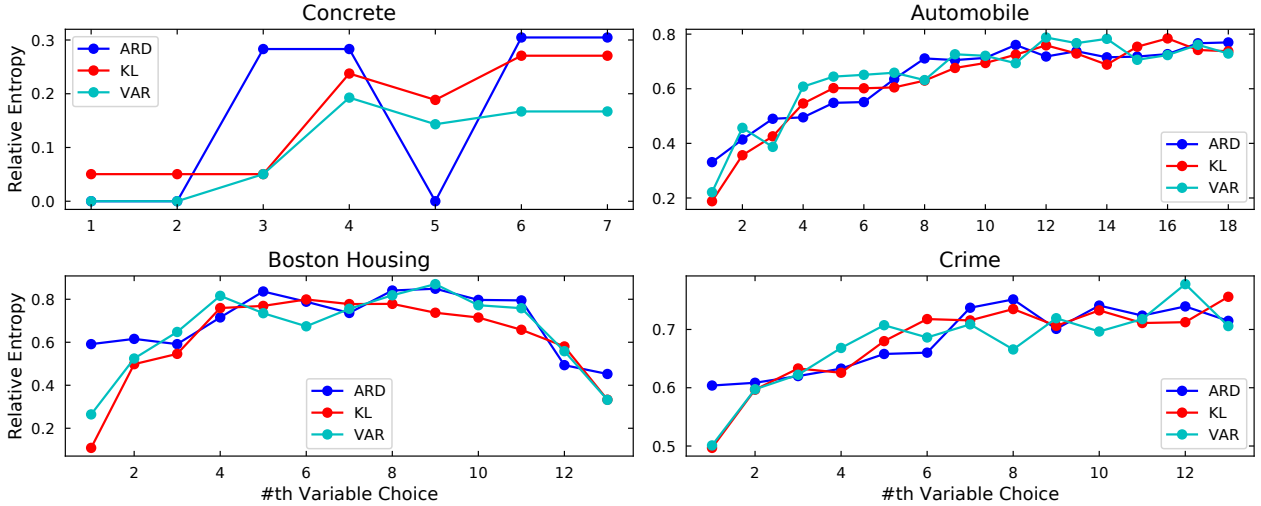 Concrete
Relative Entropy
0.3
0.2
0.1
0.0
ARD
KL
VAR
1 2 3 4 5 6 7
Automobile
0.8
0.6
0.4
0.2
ARD
KL
VAR
2 4 6 8 10 12 14 16 18
Boston Housing
Relative Entropy
0.8
0.6
0.4
0.2
ARD
KL
VAR
2 4 6 8 10 12
#th Variable Choice
Crime
0.7
0.6
0.5
ARD
KL
VAR
2 4 6 8 10 12
#th Variable Choice